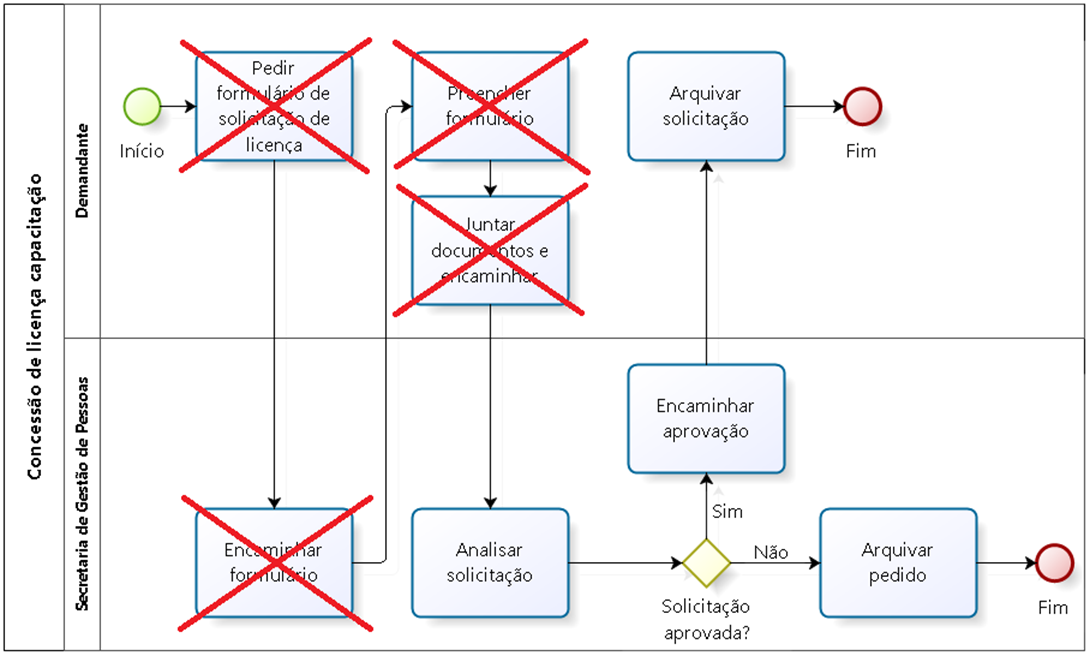 Concessão de licença capacitação
Demandante
Início
Pedir
formulário de
solicitação de
licença
Preencher
formulário
Juntar
documentos e
encaminhar
Arquivar
solicitação
Fim
Secretaria de Gestão de Pessoas
Encaminhar
formulário
Analisar
solicitação
Encaminhar
aprovação
Sim
Solicitação
aprovada?
Não
Arquivar
pedido
Fim